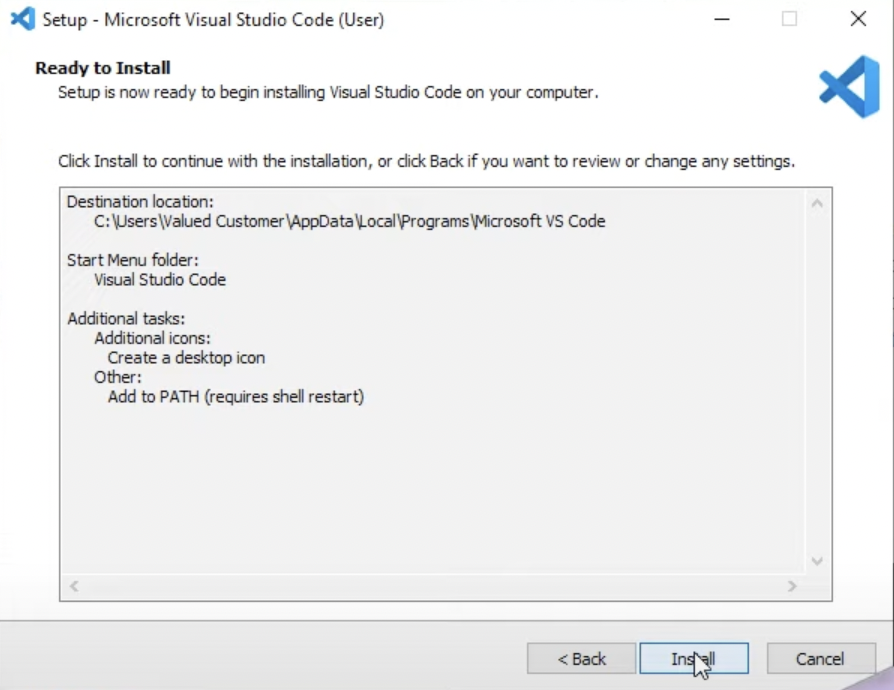 Setup - Microsoft Visual Studio Code (User)
Ready to Install
Setup is now ready to begin installing Visual Studio Code on your computer.
Click Install to continue with the installation, or click Back if you want to review or change any settings.
Destination location:
C:\Users\Valued Customer\AppData\Local\Programs\Microsoft VS Code
Start Menu folder:
Visual Studio Code
Additional tasks:
Additional icons:
Create a desktop icon
Other:
Add to PATH (requires shell restart)
< Back
Install
Cancel